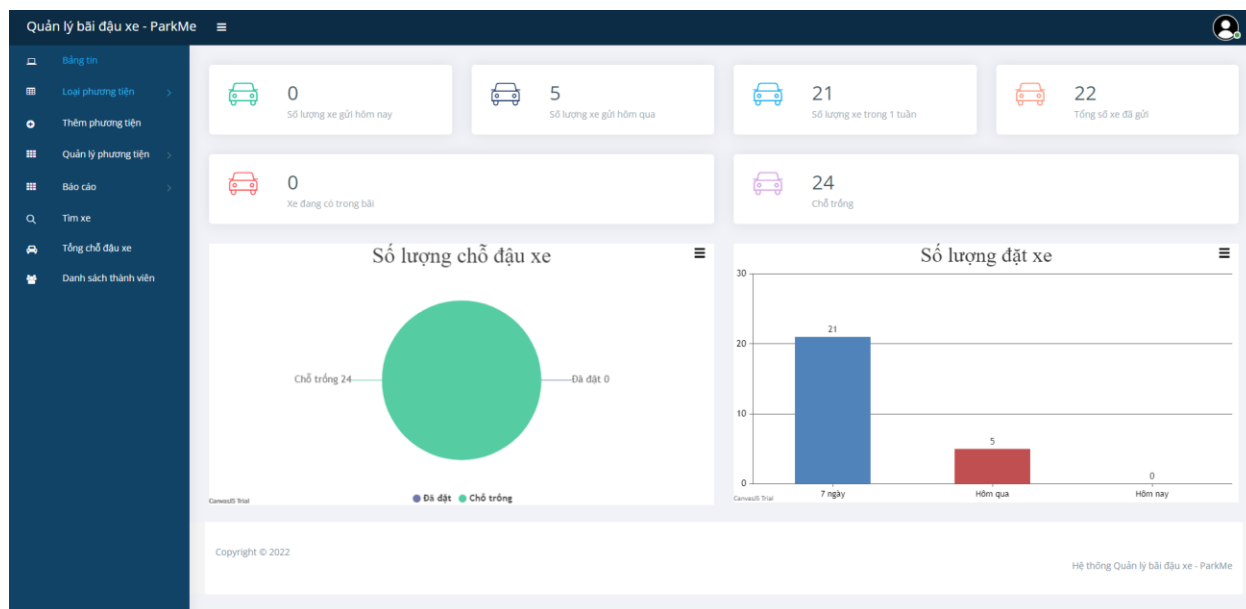 Quản lý bãi đậu xe - ParkMe
Bảng tin
Loại phương tiện
Thêm phương tiện
Quản lý phương tiện
Báo cáo
Tìm xe
Tổng chỗ đậu xe
Danh sách thành viên
0
Số lượng xe gửi hôm nay
5
Số lượng xe gửi hôm qua
21
Số lượng xe trong 1 tuần
22
Tổng số xe đã gửi
0
Xe đang có trong bãi
24
Chỗ trống
Số lượng chỗ đậu xe
Chỗ trống 24
Đã đặt 0
Đã đặt
Chỗ trống
CanvasJS Trial
Số lượng đặt xe
30
20
10
0
21
5
0
7 ngày
Hôm qua
Hôm nay
CanvasJS Trial
Copyright © 2022
Hệ thống Quản lý bãi đậu xe - ParkMe